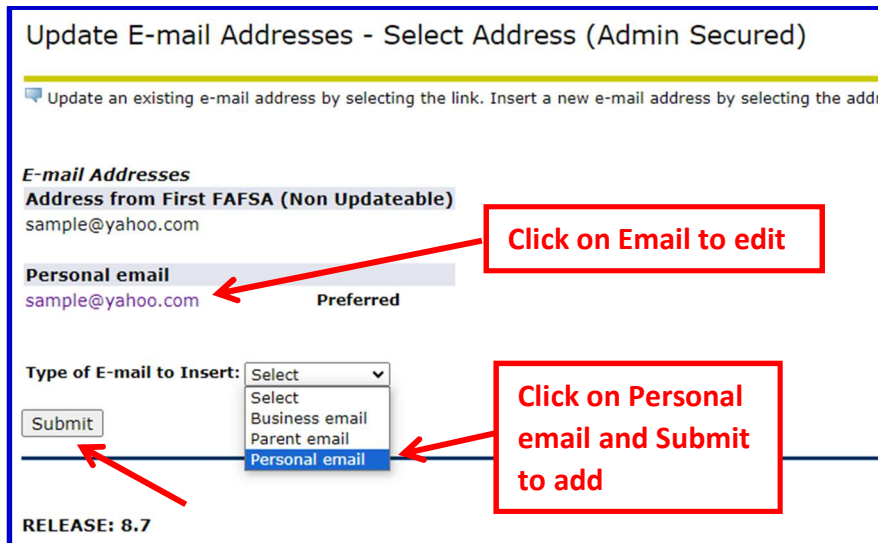 Update E-mail Addresses - Select Address (Admin Secured)
Update an existing e-mail address by selecting the link. Insert a new e-mail address by selecting the
E-mail Addresses
Address from First FAFSA (Non Updateable)
sample@yahoo.com
Click on Email to edit
Personal email
sample@yahoo.com Preferred
Type of E-mail to Insert: Select
Select
Business email
Parent email
Personal email
Submit
Click on Personal
email and Submit
to add
RELEASE: 8.7